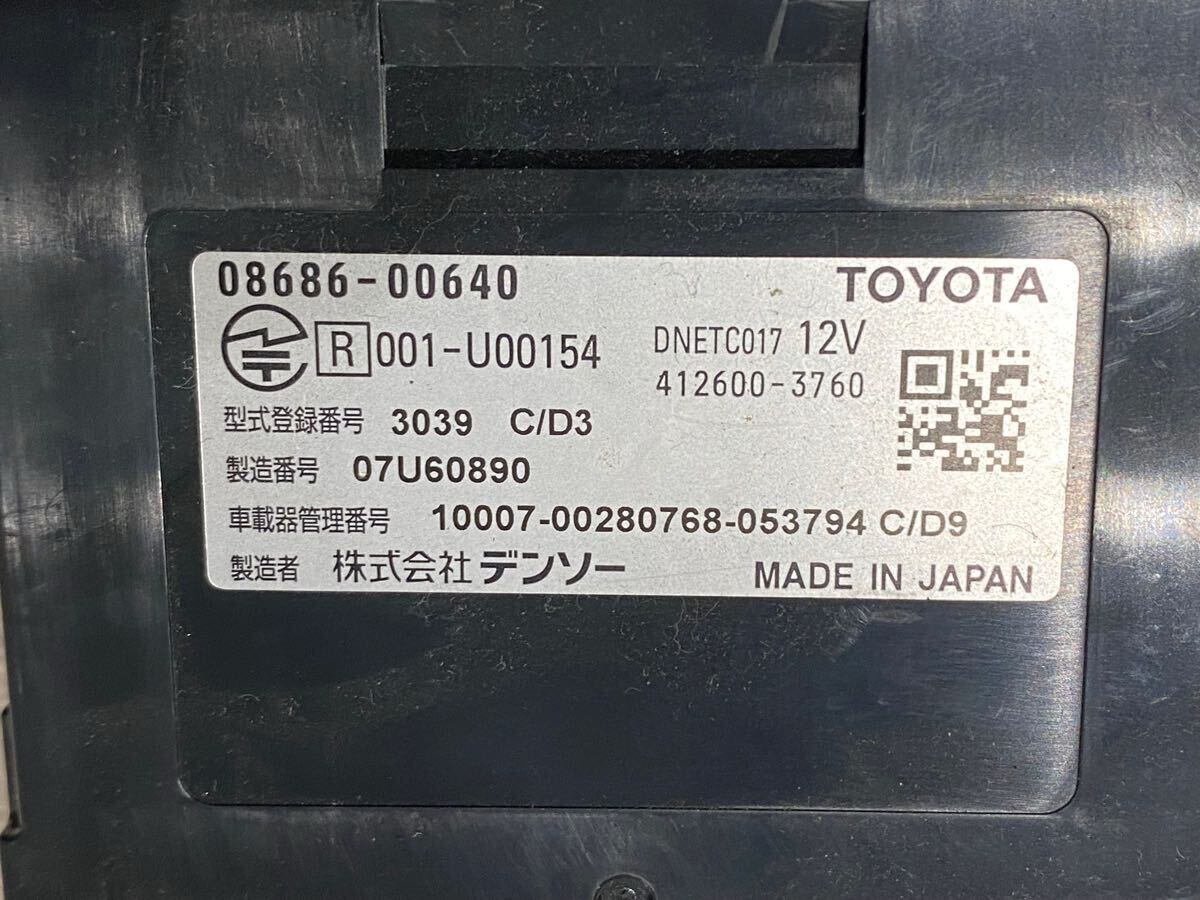 08686-00640 TOYOTA
R 001-U00154 DNETC017 12V
412600-3760
型式登録番号 3039 C/D3
製造番号 07U60890
車載器管理番号 10007-00280768-053794 C/D9
製造者 株式会社 デンソー MADE IN JAPAN